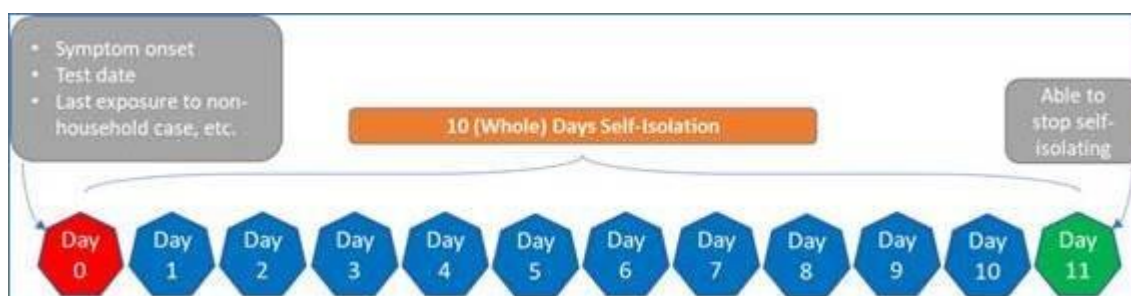 • Symptom onset
• Test date
• Last exposure to non-
household case, etc.
10 (Whole) Days Self-Isolation
Able to
stop self-
isolating
Day
0
Day
1
Day
2
Day
3
Day
4
Day
5
Day
6
Day
7
Day
8
Day
9
Day
10
Day
11